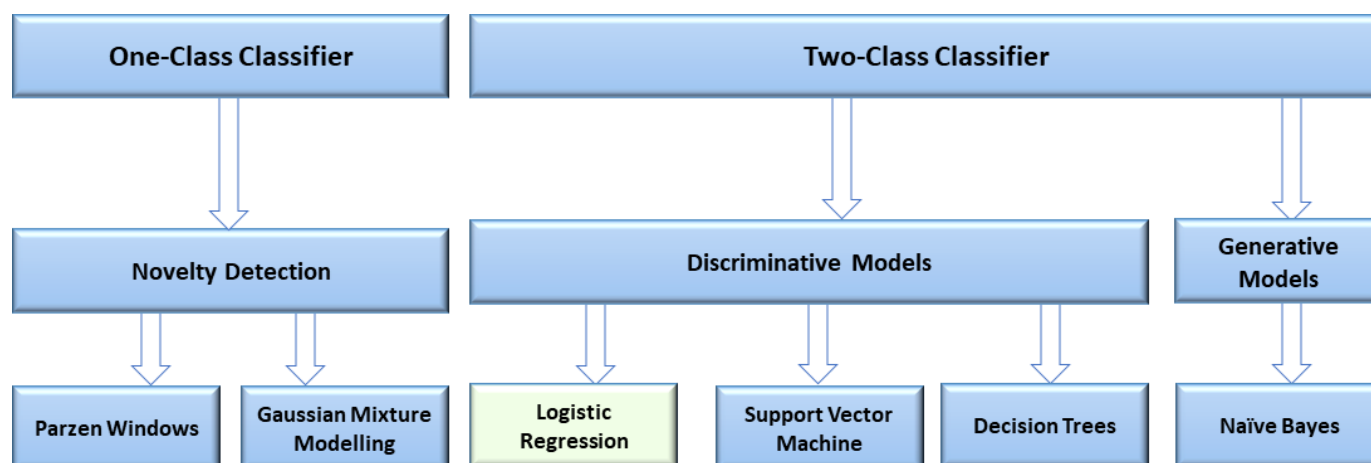 One-Class Classifier
Two-Class Classifier
Novelty Detection
Discriminative Models
Generative
Models
Parzen Windows
Gaussian Mixture
Modelling
Logistic
Regression
Support Vector
Machine
Decision Trees
Naïve Bayes